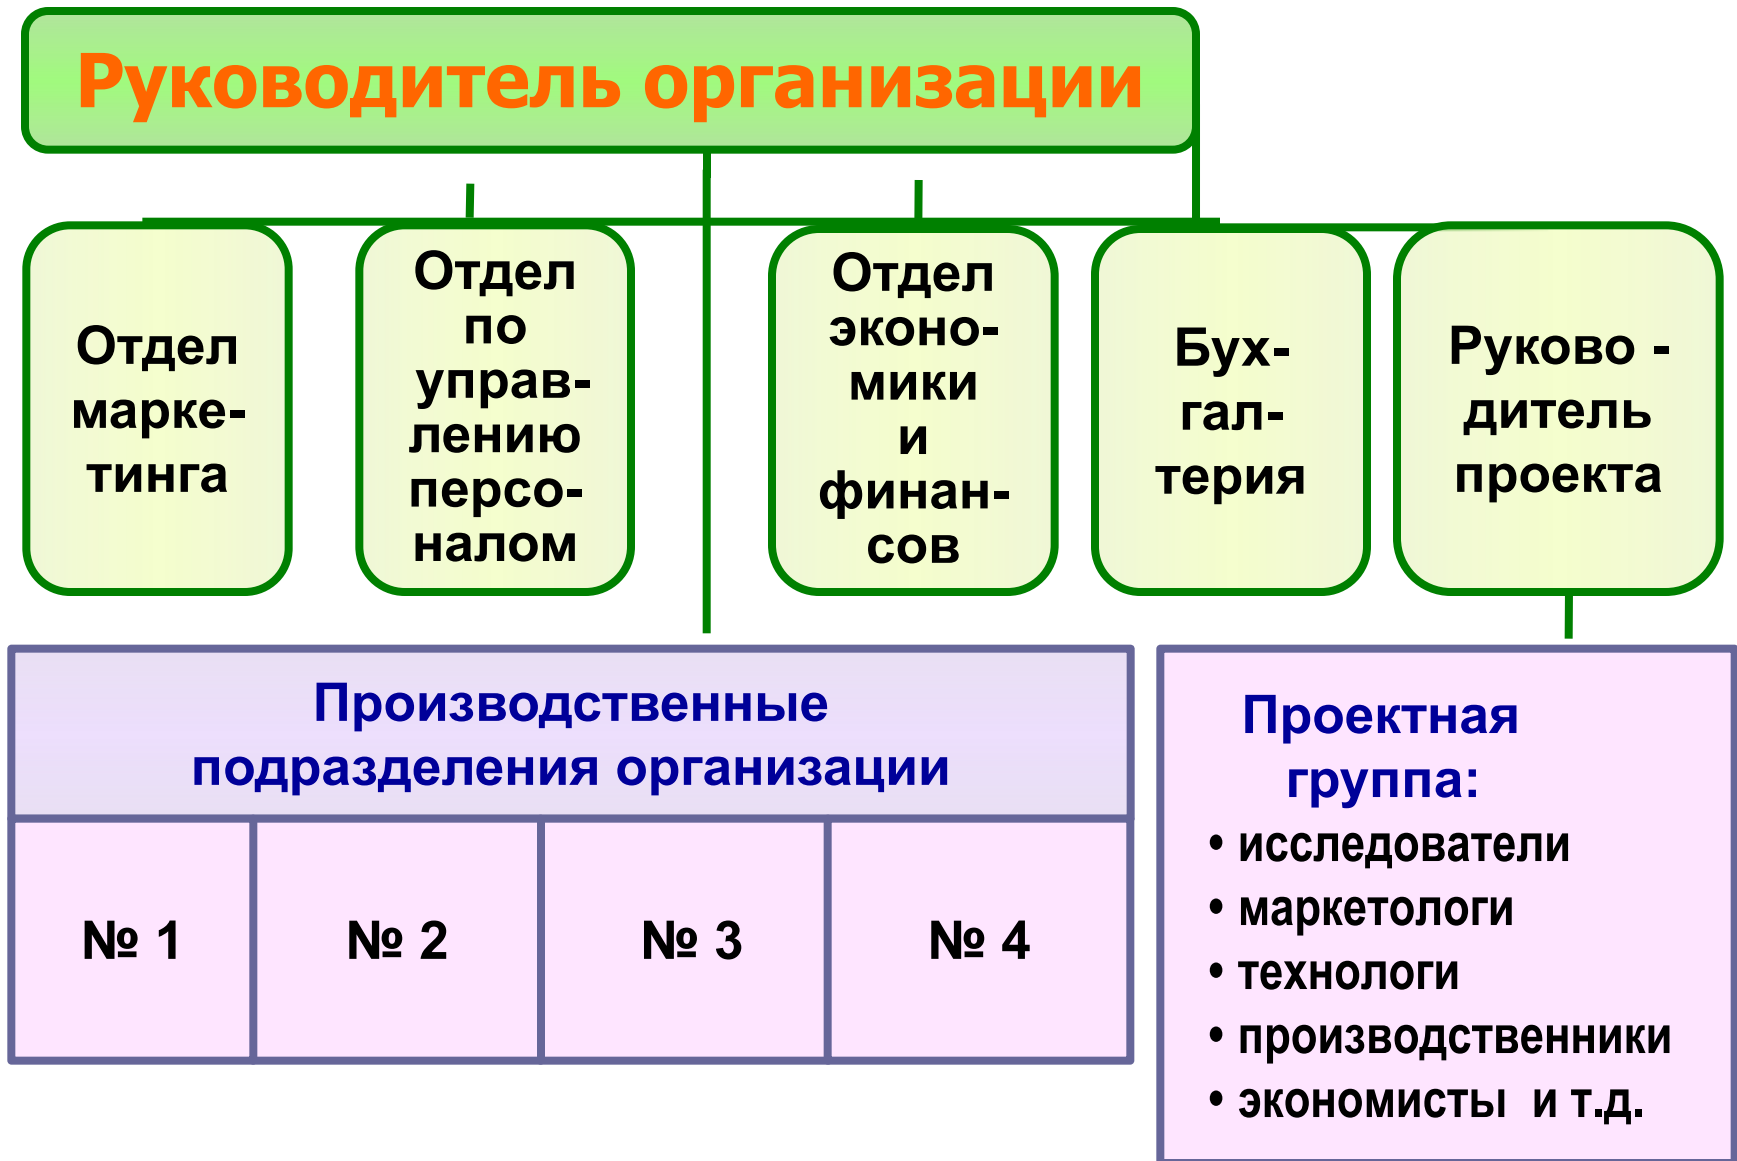 Руководитель организации
Отдел
марке-
тинга
Отдел
по
управ-
лению
персо-
налом
Отдел
эконо-
мики
и
финан-
сов
Бух-
гал-
терия
Руково -
дитель
проекта
Производственные
подразделения организации
№ 1
№ 2
№ 3
№ 4
Проектная
группа:
• исследователи
• маркетологи
• технологи
• производственники
• экономисты и т.д.